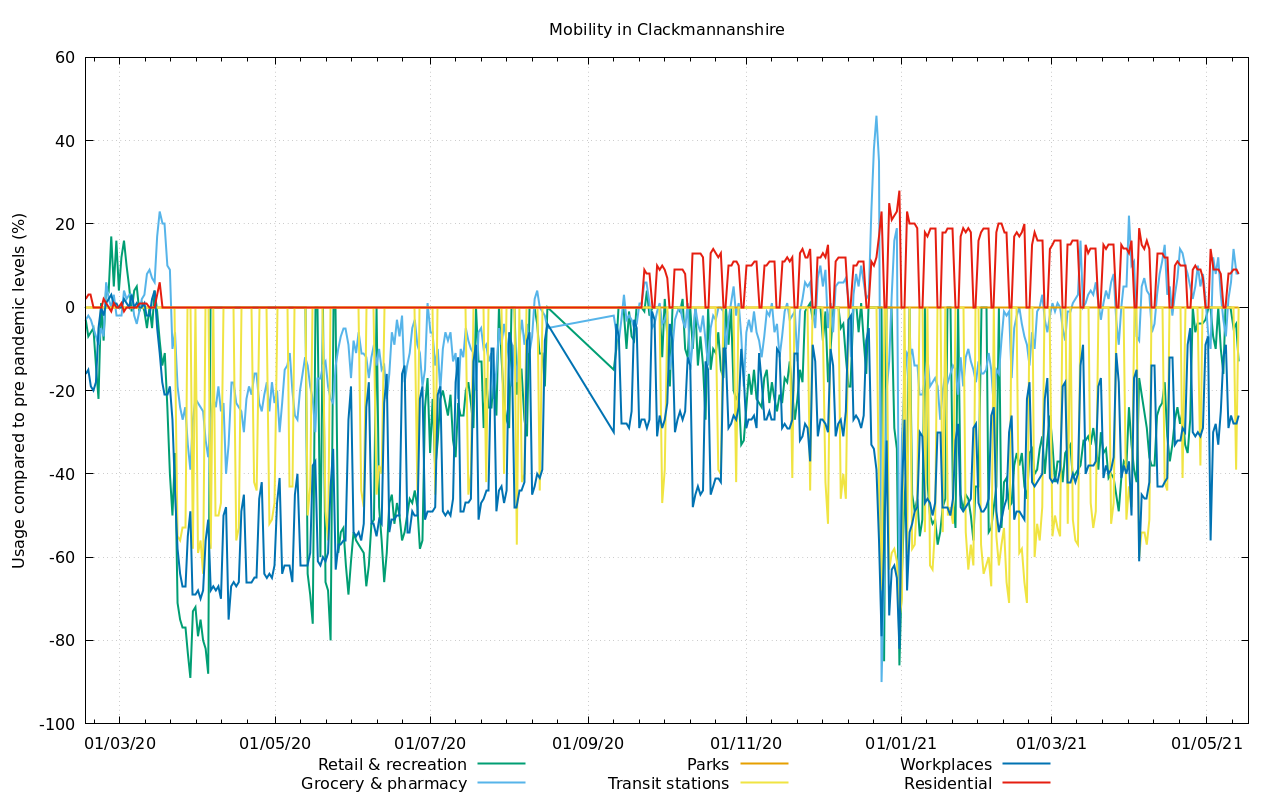 Mobility in Clackmannanshire
Usage compared to pre pandemic levels (%)
60
40
20
0
-20
-40
-60
-80
-100
01/03/20 01/05/20 01/07/20 01/09/20 01/11/20 01/01/21 01/03/21 01/05/21
Retail & recreation Parks Workplaces
Grocery & pharmacy Transit stations Residential